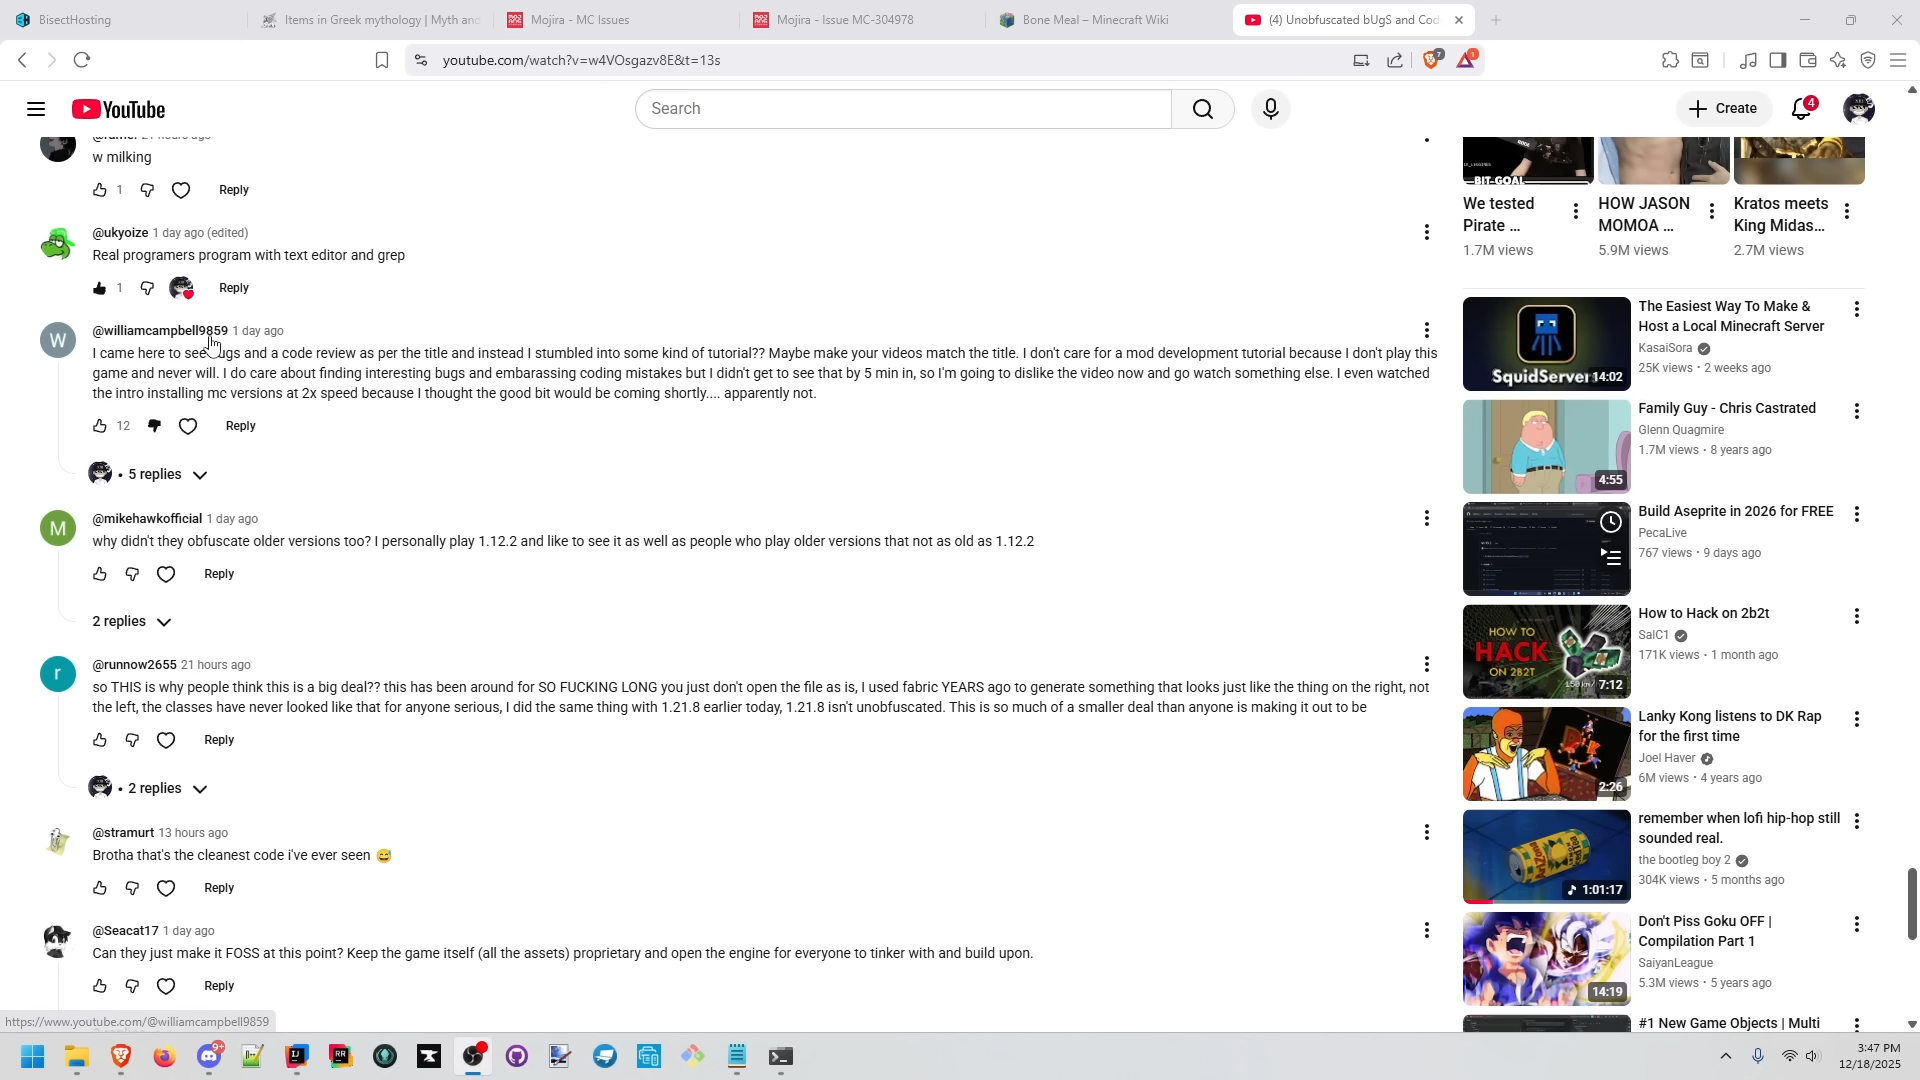 BisectHosting
Items in Greek mythology | Myth and
Mojira - MC Issues
Mojira - Issue MC-304978
Bone Meal – Minecraft Wiki
(4) Unobfuscated bUgS and Cod
youtube.com/watch?v=w4VOsgazv8E&t=13s
7
1
YouTube
Search
Create
4
w milking
1
Reply
@ukyoize 1 day ago (edited)
Real programers program with text editor and grep
1
Reply
W
@williamcampbell9859 1 day ago
I came here to see bugs and a code review as per the title and instead I stumbled into some kind of tutorial?? Maybe make your videos match the title. I don't care for a mod development tutorial because I don't play this
game and never will. I do care about finding interesting bugs and embarassing coding mistakes but I didn't get to see that by 5 min in, so I'm going to dislike the video now and go watch something else. I even watched
the intro installing mc versions at 2x speed because I thought the good bit would be coming shortly.... apparently not.
12
Reply
• 5 replies
M
@mikehawkofficial 1 day ago
why didn't they obfuscate older versions too? I personally play 1.12.2 and like to see it as well as people who play older versions that not as old as 1.12.2
Reply
2 replies
r
@runnow2655 21 hours ago
so THIS is why people think this is a big deal?? this has been around for SO FUCKING LONG you just don't open the file as is, I used fabric YEARS ago to generate something that looks just like the thing on the right, not
the left, the classes have never looked like that for anyone serious, I did the same thing with 1.21.8 earlier today, 1.21.8 isn't unobfuscated. This is so much of a smaller deal than anyone is making it out to be
Reply
• 2 replies
@stramurt 13 hours ago
Brotha that's the cleanest code i've ever seen 😅
Reply
@Seacat17 1 day ago
Can they just make it FOSS at this point? Keep the game itself (all the assets) proprietary and open the engine for everyone to tinker with and build upon.
Reply
https://www.youtube.com/@williamcampbell9859
BIT-GOAL
We tested
Pirate ...
1.7M views
HOW JASON
MOMOA ...
5.9M views
Kratos meets
King Midas...
2.7M views
SquidServer
14:02
The Easiest Way To Make &
Host a Local Minecraft Server
KasaiSora
25K views • 2 weeks ago
4:55
Family Guy - Chris Castrated
Glenn Quagmire
1.7M views • 8 years ago
Build Aseprite in 2026 for FREE
PecaLive
767 views • 9 days ago
HOW TO
HACK
ON 2B2T
7:12
How to Hack on 2b2t
SalC1
171K views • 1 month ago
2:26
Lanky Kong listens to DK Rap
for the first time
Joel Haver
6M views • 4 years ago
1:01:17
remember when lofi hip-hop still
sounded real.
the bootleg boy 2
304K views • 5 months ago
14:19
Don't Piss Goku OFF |
Compilation Part 1
SaiyanLeague
5.3M views • 5 years ago
#1 New Game Objects | Multi
9+
3:47 PM
12/18/2025